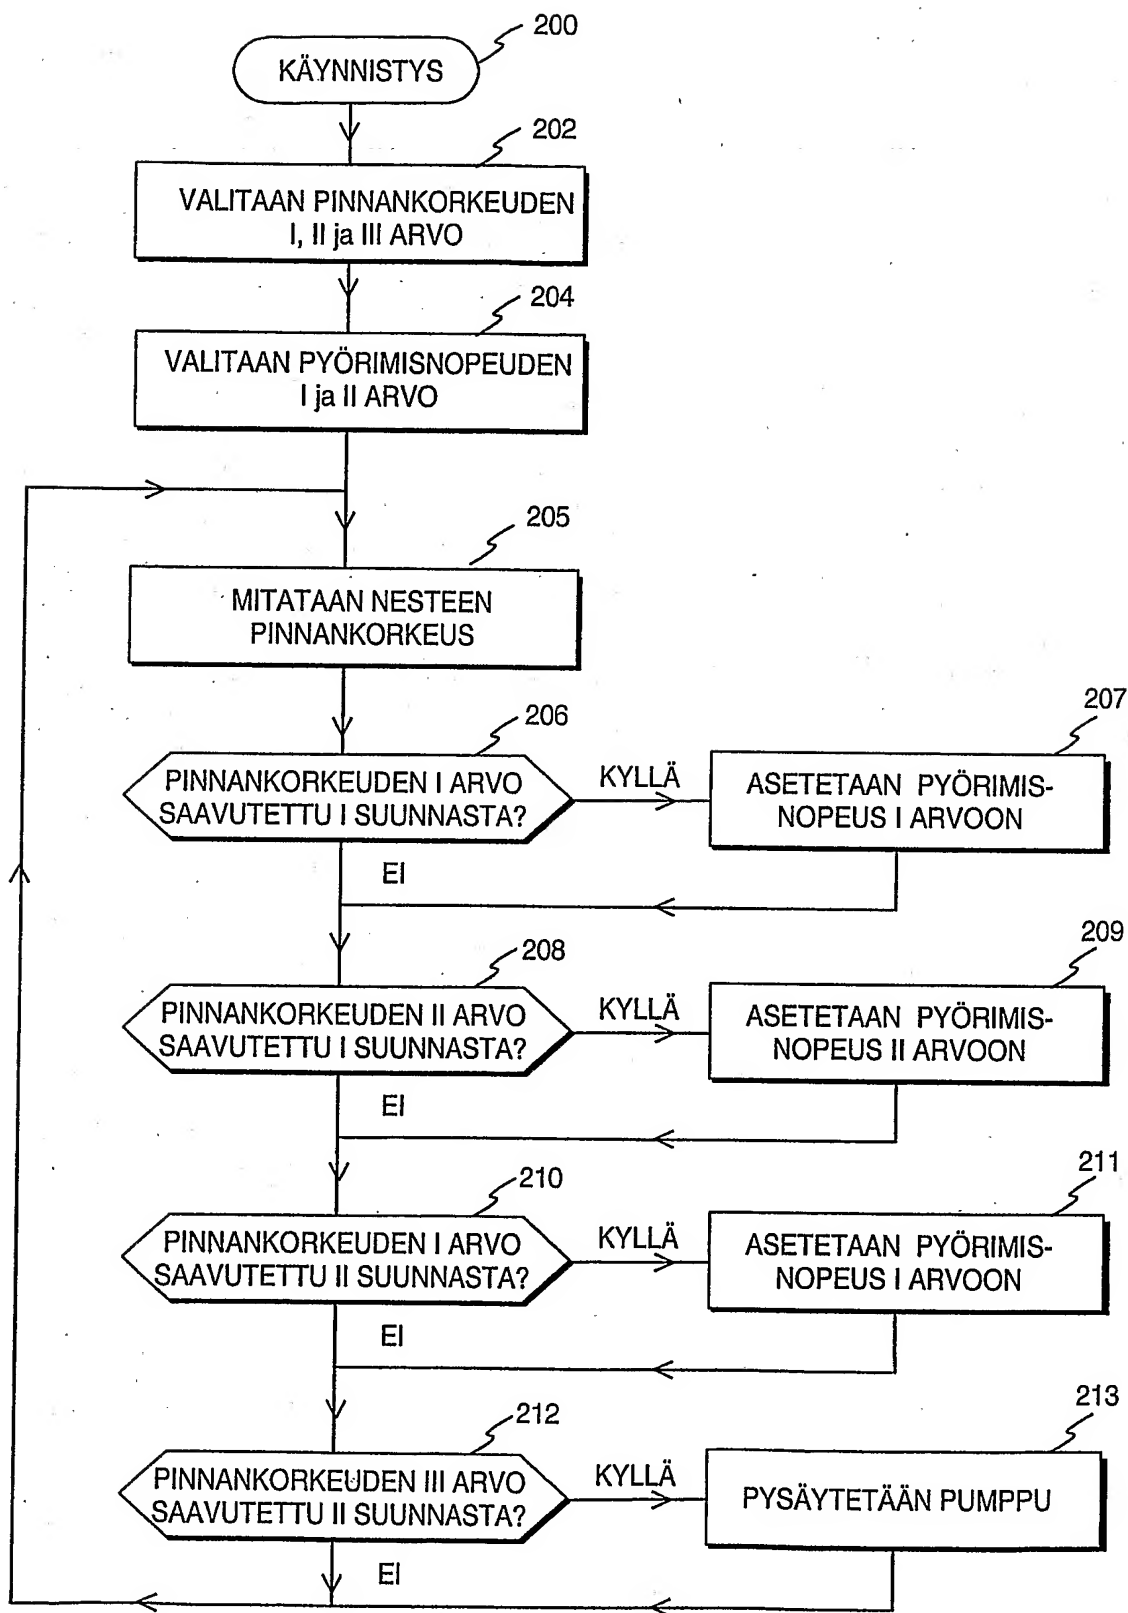 200
KÄYNNISTYS
202
VALITAAN PINNANKORKEUDEN
I, II ja III ARVO
204
VALITAAN PYÖRIMISNOPEUDEN
I ja II ARVO
205
MITATAAN NESTEEN
PINNANKORKEUS
206
PINNANKORKEUDEN I ARVO
SAAVUTETTU I SUUNNASTA?
KYLLÄ
207
ASETETAAN PYÖRIMIS-
NOPEUS I ARVOON
EI
208
PINNANKORKEUDEN II ARVO
SAAVUTETTU I SUUNNASTA?
KYLLÄ
209
ASETETAAN PYÖRIMIS-
NOPEUS II ARVOON
EI
210
PINNANKORKEUDEN I ARVO
SAAVUTETTU II SUUNNASTA?
KYLLÄ
211
ASETETAAN PYÖRIMIS-
NOPEUS I ARVOON
EI
212
PINNANKORKEUDEN III ARVO
SAAVUTETTU II SUUNNASTA?
KYLLÄ
213
PYSÄYTETÄÄN PUMPPU
EI